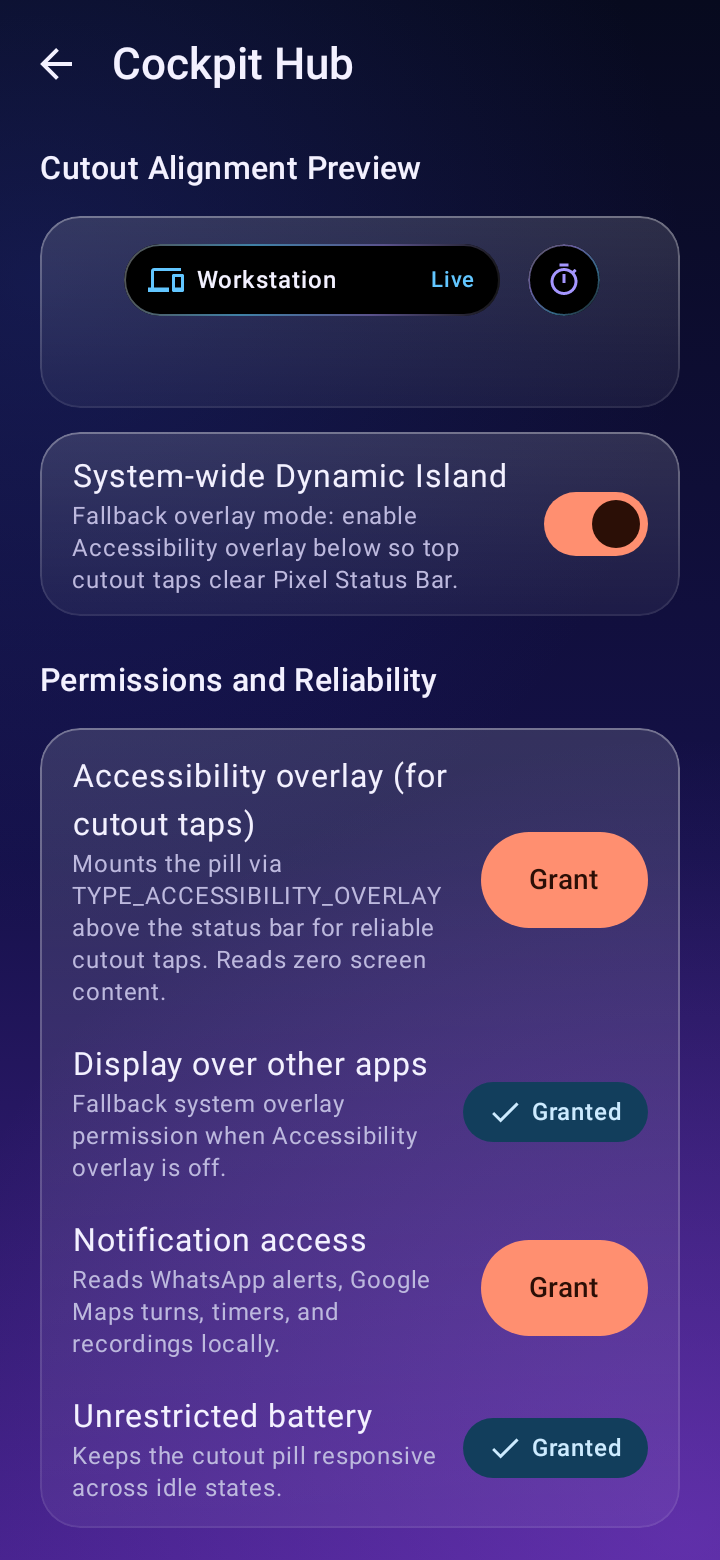 Cockpit Hub
Cutout Alignment Preview
Workstation Live
System-wide Dynamic Island
Fallback overlay mode: enable
Accessibility overlay below so top
cutout taps clear Pixel Status Bar.
Permissions and Reliability
Accessibility overlay (for
cutout taps)
Mounts the pill via
TYPE_ACCESSIBILITY_OVERLAY
above the status bar for reliable
cutout taps. Reads zero screen
content.
Grant
Display over other apps
Fallback system overlay
permission when Accessibility
overlay is off.
Granted
Notification access
Reads WhatsApp alerts, Google
Maps turns, timers, and
recordings locally.
Grant
Unrestricted battery
Keeps the cutout pill responsive
across idle states.
Granted